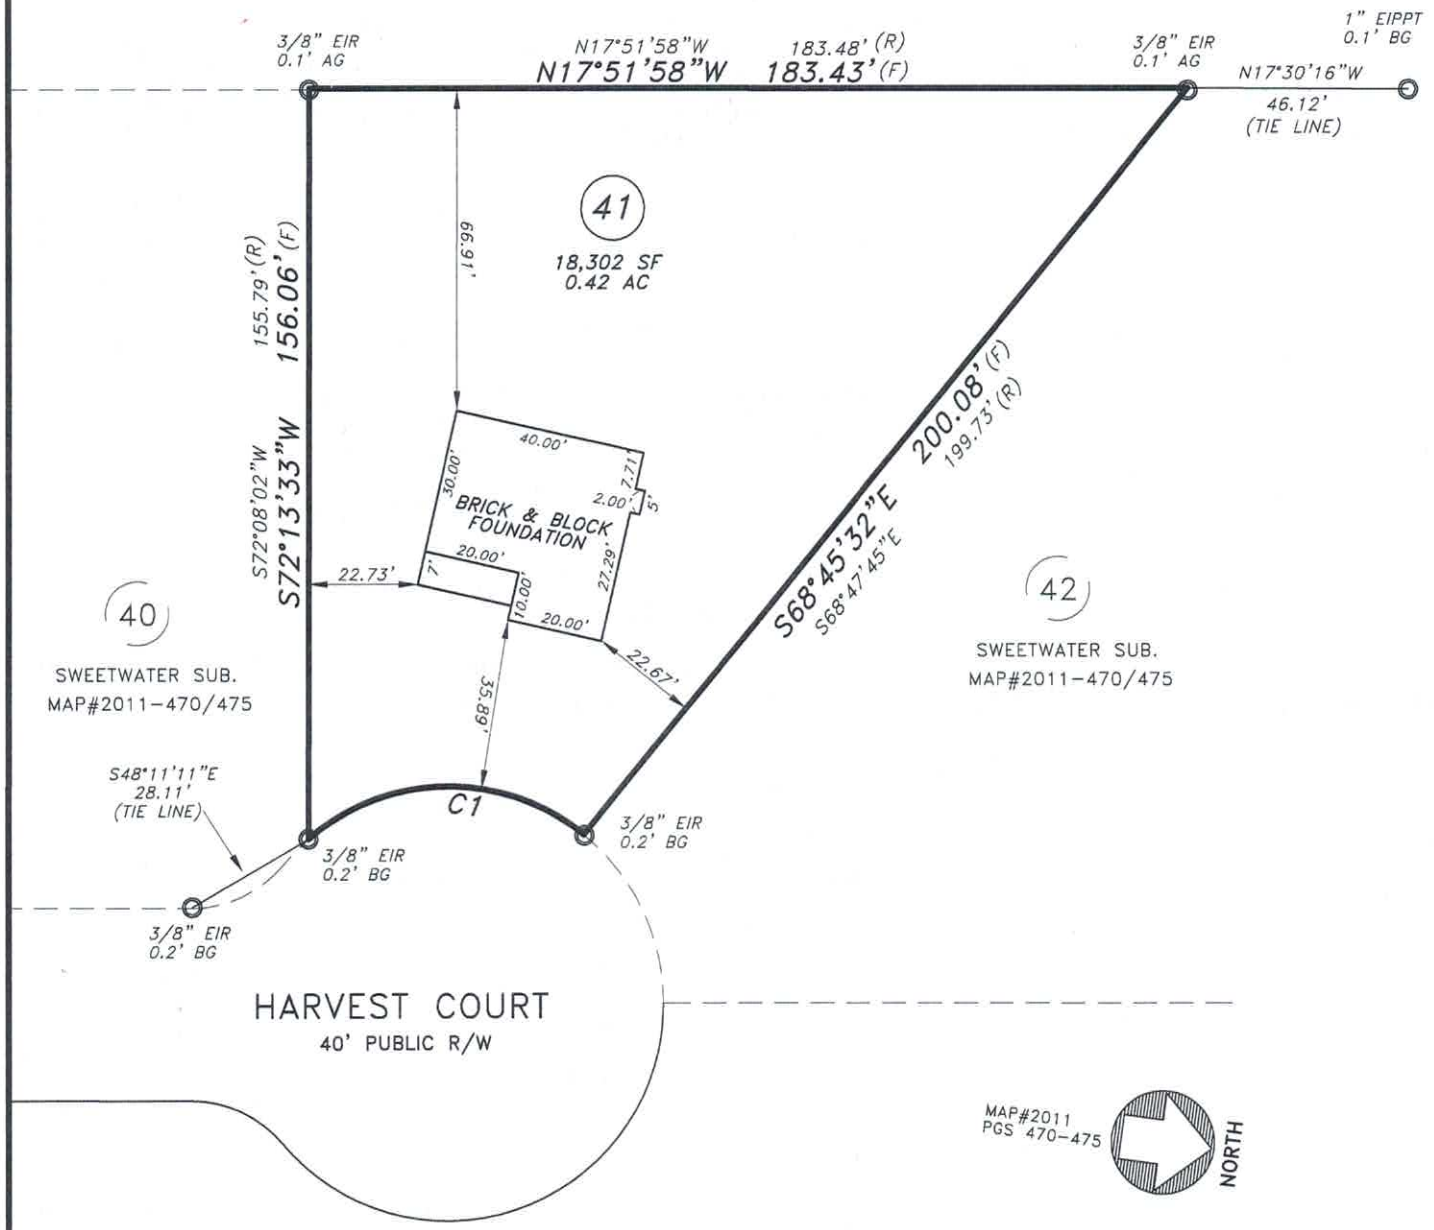 3/8" EIR
0.1' AG
N17°51'58"W 183.48' (R)
N17°51'58"W 183.43' (F)
3/8" EIR
0.1' AG
1" EIPPT
0.1' BG
N17°30'16"W
46.12'
(TIE LINE)
41
18,302 SF
0.42 AC
66.91'
S72°08'02"W 155.79' (R)
S72°13'33"W 156.06' (F)
40.00'
30.00'
7.71'
2.00'
5'
BRICK & BLOCK
FOUNDATION
20.00'
7'
27.29'
10.00'
20.00'
22.73'
22.67'
35.89'
S68°45'32"E 200.08' (F)
S68°47'45"E 199.73' (R)
40
SWEETWATER SUB.
MAP#2011-470/475
42
SWEETWATER SUB.
MAP#2011-470/475
S48°11'11"E
28.11'
(TIE LINE)
C1
3/8" EIR
0.2' BG
3/8" EIR
0.2' BG
3/8" EIR
0.2' BG
HARVEST COURT
40' PUBLIC R/W
MAP#2011
PGS 470-475
NORTH